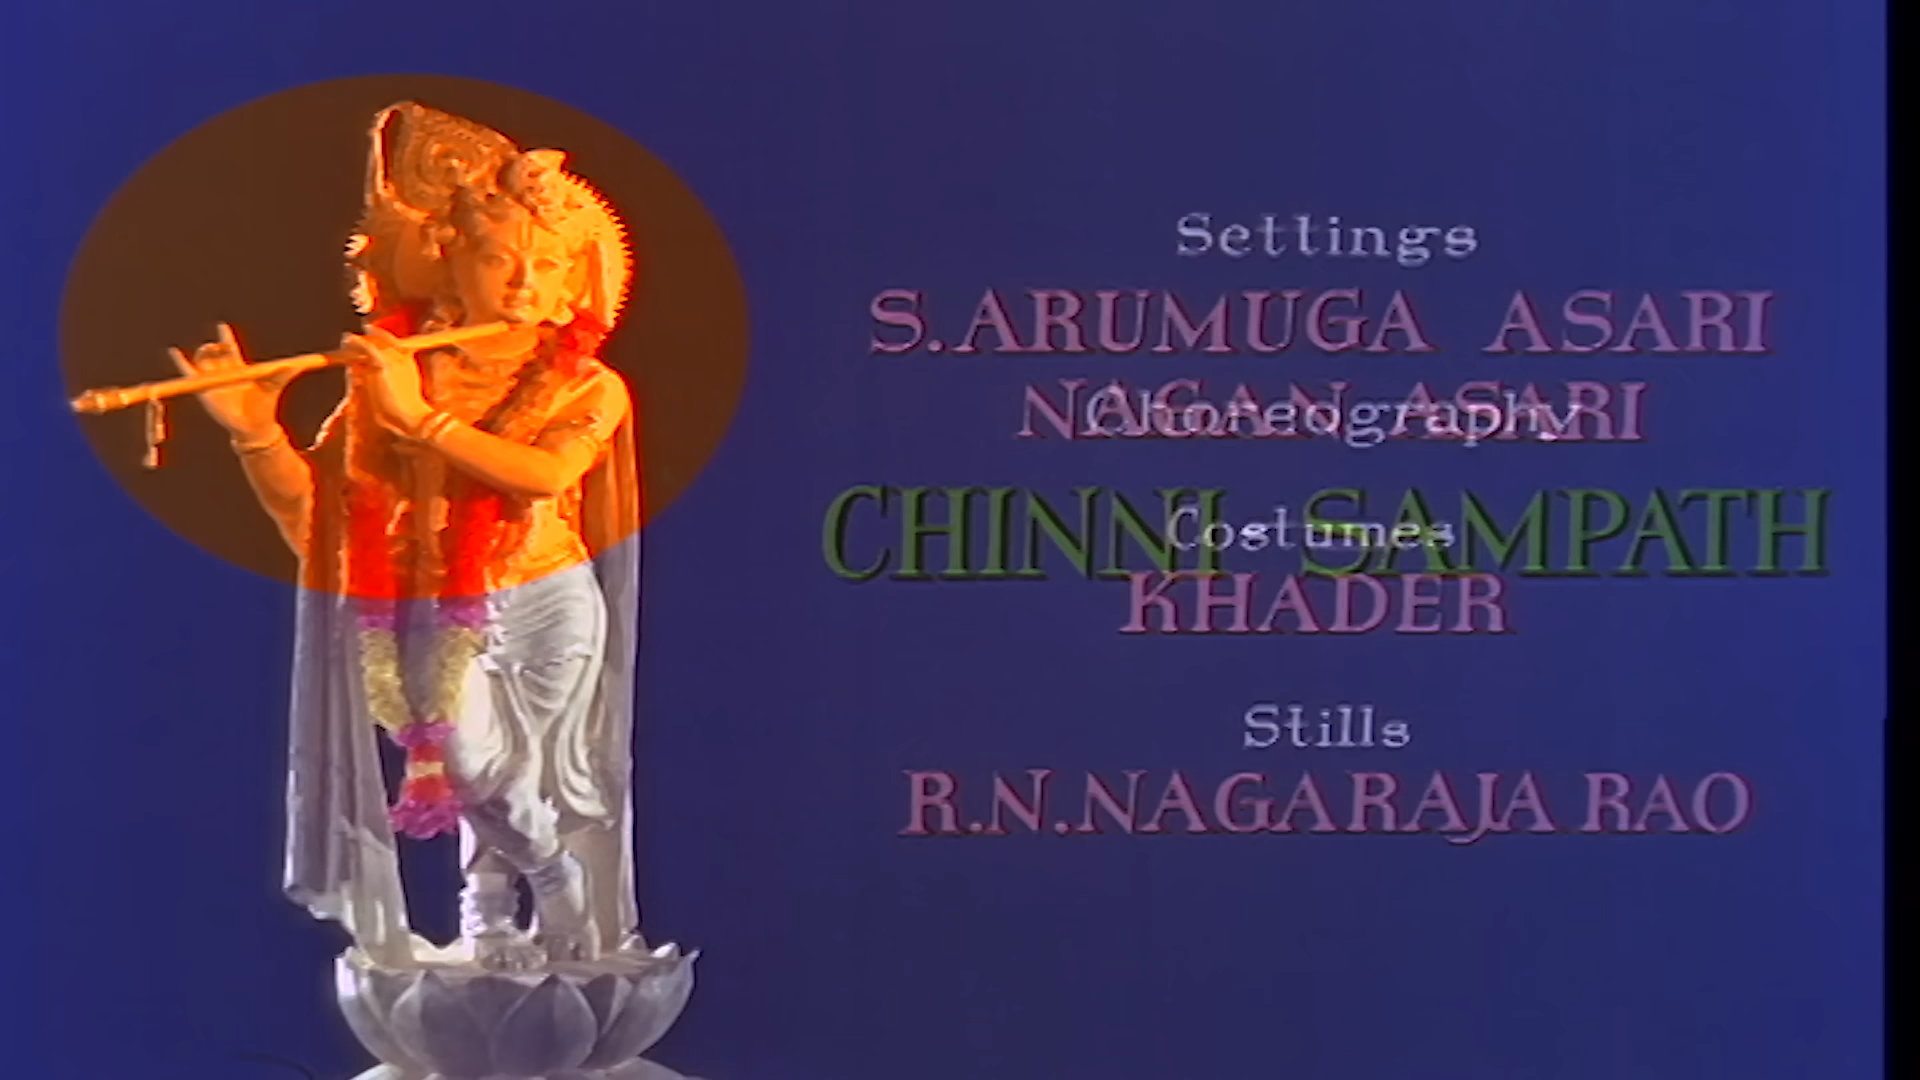 Settings
S.ARUMUGA ASARI
NAGAN ASARI
Choreography
CHINNI SAMPATH
Costumes
KHADER
Stills
R.N.NAGARAJA RAO